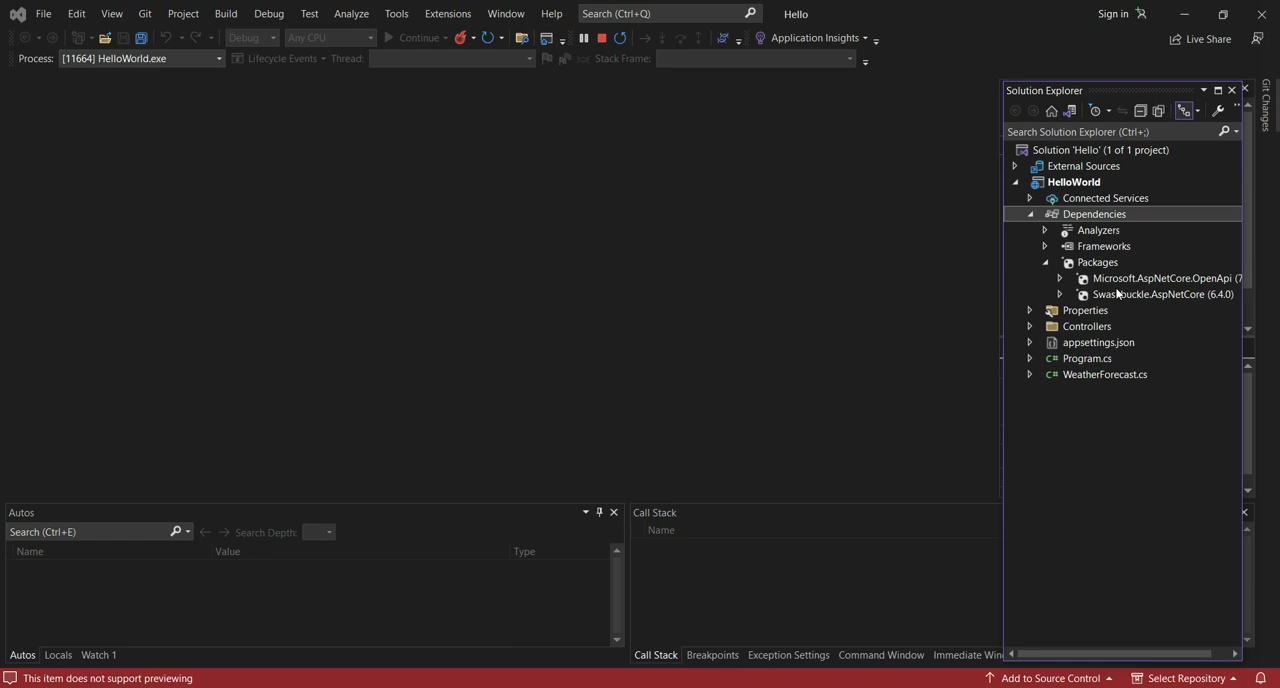 File Edit View Git Project Build Debug Test Analyze Tools Extensions Window Help Search (Ctrl+Q) Hello Sign in
Debug Any CPU Continue Application Insights Live Share
Process: [11664] HelloWorld.exe Lifecycle Events Thread: Stack Frame:
Git Changes
Solution Explorer
Search Solution Explorer (Ctrl+;)
Solution 'Hello' (1 of 1 project)
External Sources
HelloWorld
Connected Services
Dependencies
Analyzers
Frameworks
Packages
Microsoft.AspNetCore.OpenApi (7
Swashbuckle.AspNetCore (6.4.0)
Properties
Controllers
appsettings.json
Program.cs
WeatherForecast.cs
Autos
Search (Ctrl+E) Search Depth:
Name Value Type
Autos Locals Watch 1
Call Stack
Name
Call Stack Breakpoints Exception Settings Command Window Immediate Win
This item does not support previewing Add to Source Control Select Repository